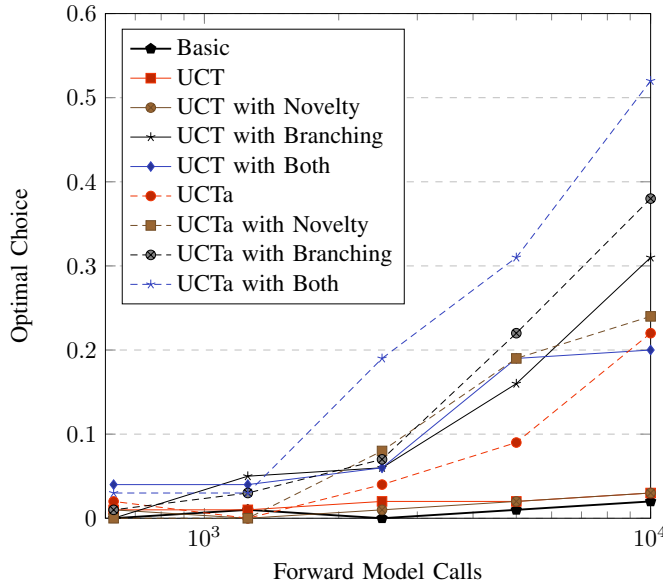 0.6
0.5
0.4
0.3
0.2
0.1
0
Optimal Choice
Basic
UCT
UCT with Novelty
UCT with Branching
UCT with Both
UCTa
UCTa with Novelty
UCTa with Branching
UCTa with Both
10³ 10⁴
Forward Model Calls